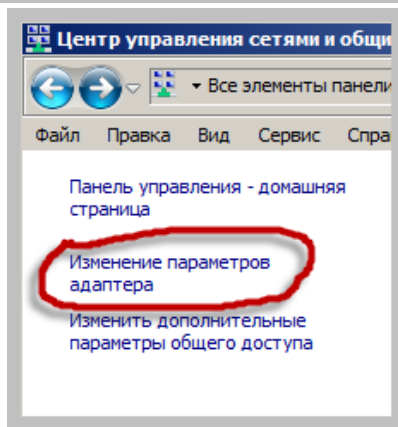 Центр управления сетями и общи
Все элементы панели
Файл Правка Вид Сервис Спра
Панель управления - домашняя
страница
Изменение параметров
адаптера
Изменить дополнительные
параметры общего доступа